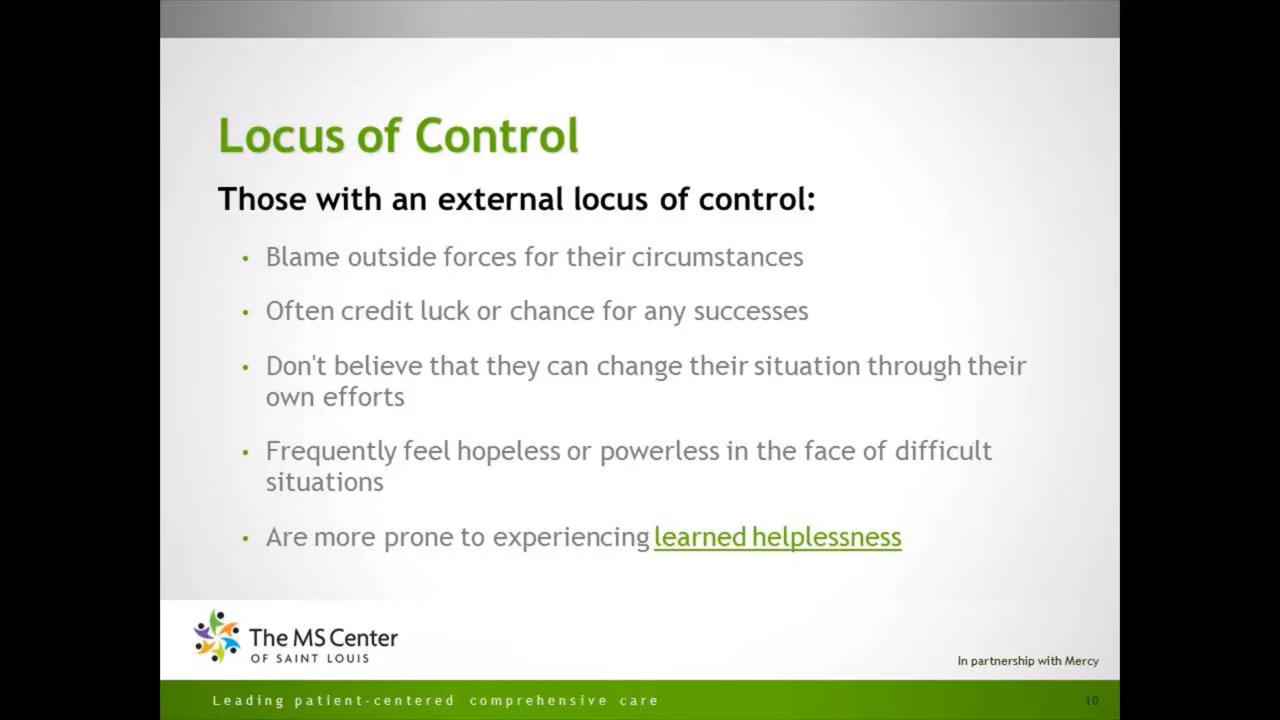 Locus of Control
Those with an external locus of control:
• Blame outside forces for their circumstances
• Often credit luck or chance for any successes
• Don't believe that they can change their situation through their
own efforts
• Frequently feel hopeless or powerless in the face of difficult
situations
• Are more prone to experiencing learned helplessness
The MS Center
OF SAINT LOUIS
In partnership with Mercy
Leading patient-centered comprehensive care
10